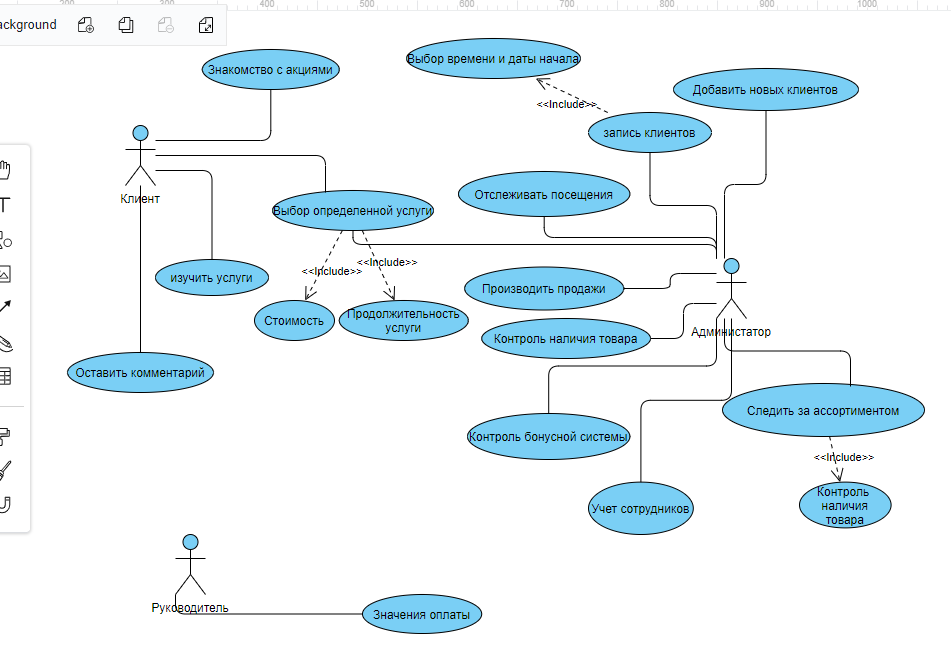 200
300
400
500
600
700
800
900
1000
ackground
Знакомство с акциями
Выбор времени и даты начала
Добавить новых клиентов
<<Include>>
запись клиентов
Клиент
Отслеживать посещения
Выбор определенной услуги
<<Include>>
<<Include>>
изучить услуги
Производить продажи
Стоимость
Продолжительность
услуги
Администатор
Контроль наличия товара
Оставить комментарий
Следить за ассортиментом
Контроль бонусной системы
<<Include>>
Контроль
наличия
товара
Учет сотрудников
Руководитель
Значения оплаты